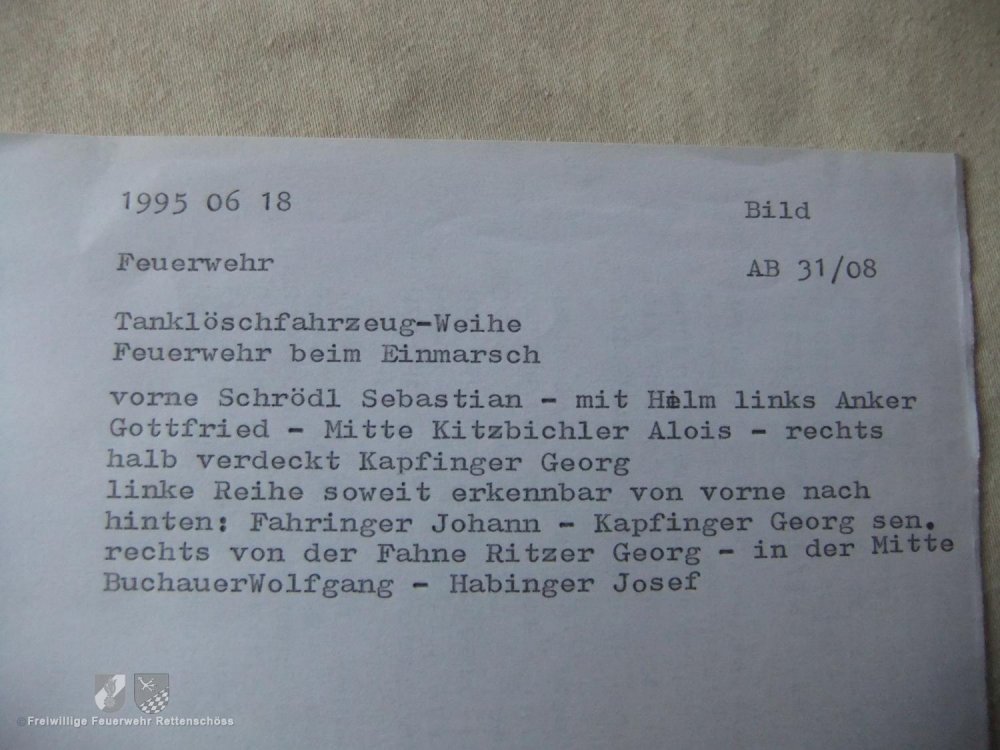 1995 06 18
Bild
Feuerwehr
AB 31/08
Tanklöschfahrzeug-Weihe
Feuerwehr beim Einmarsch
vorne Schrödl Sebastian - mit Helm links Anker
Gottfried - Mitte Kitzbichler Alois - rechts
halb verdeckt Kapfinger Georg
linke Reihe soweit erkennbar von vorne nach
hinten: Fahringer Johann - Kapfinger Georg sen.
rechts von der Fahne Ritzer Georg - in der Mitte
BuchauerWolfgang - Habinger Josef
©Freiwillige Feuerwehr Rettenschöss